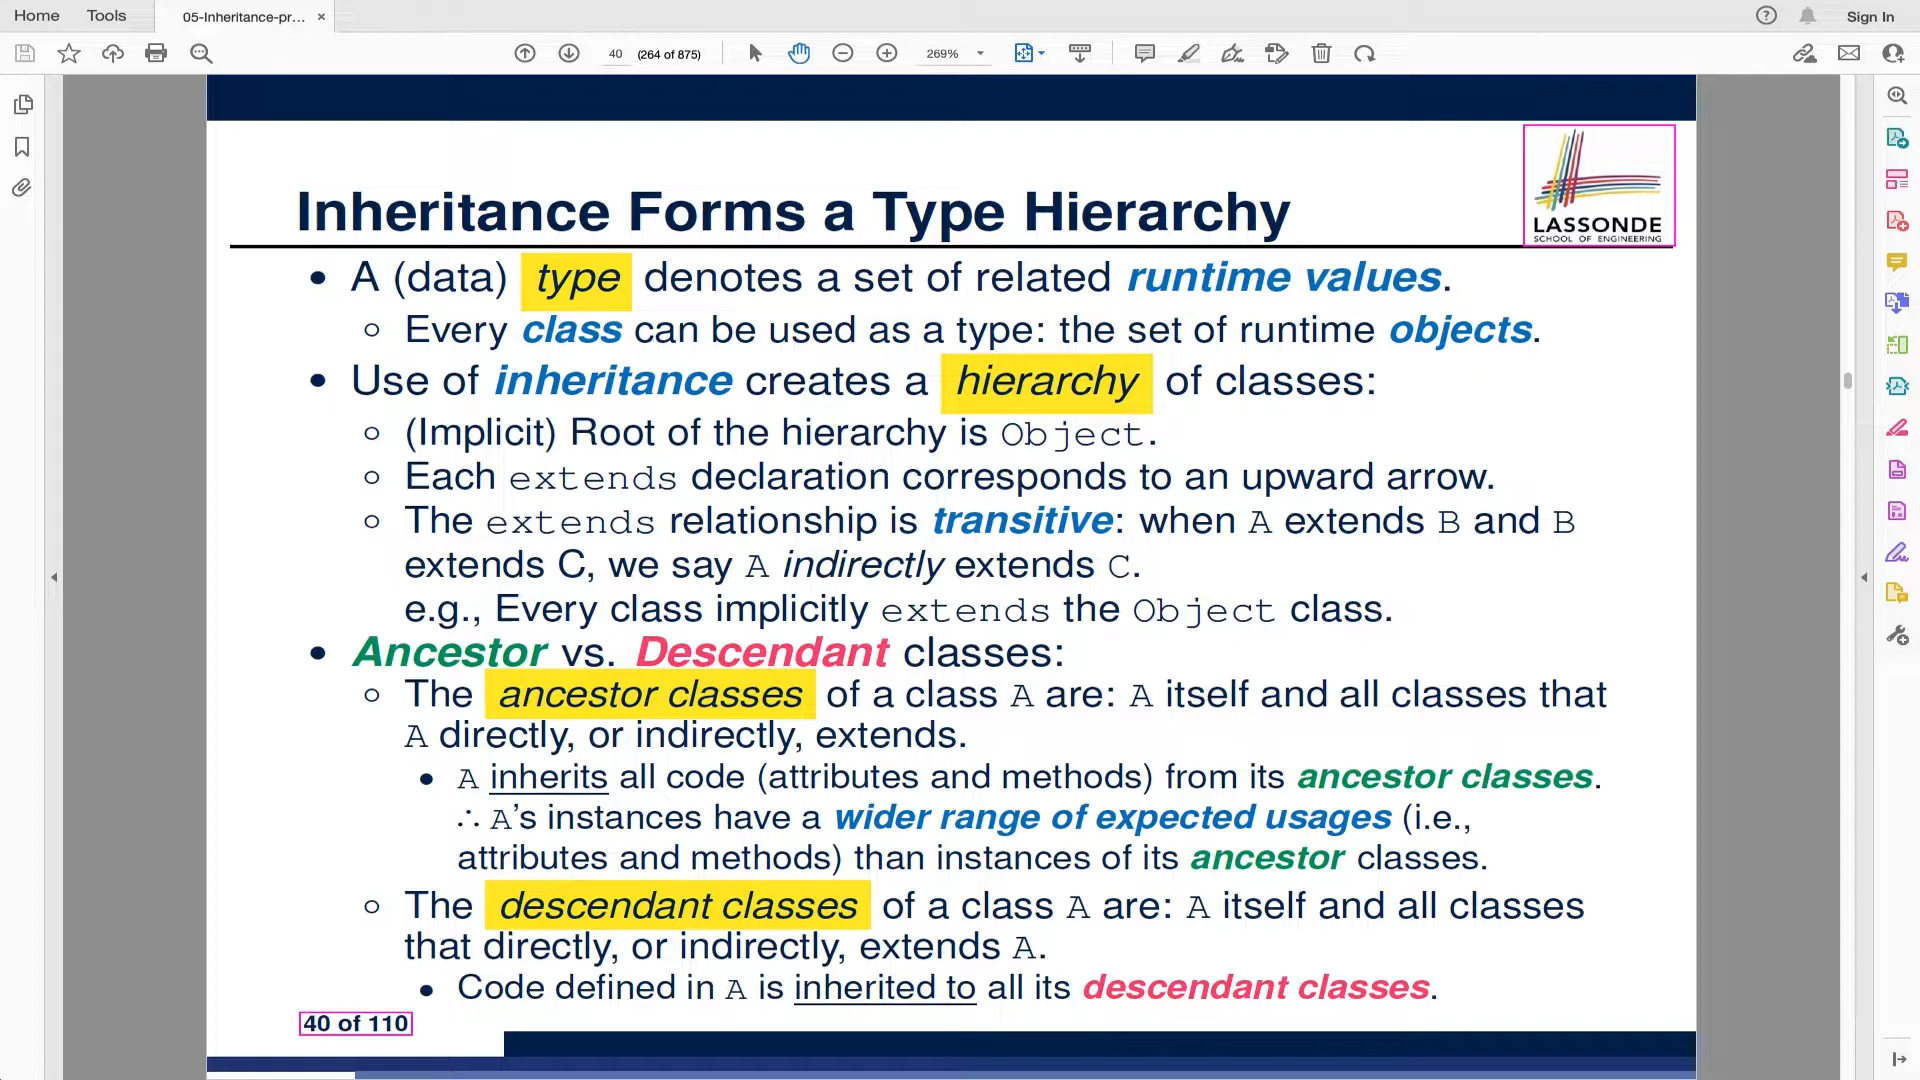 Home Tools 05-Inheritance-pr... × Sign In
40 (264 of 875) 269%
LASSONDE
SCHOOL OF ENGINEERING
Inheritance Forms a Type Hierarchy
• A (data) type denotes a set of related runtime values.
○ Every class can be used as a type: the set of runtime objects.
• Use of inheritance creates a hierarchy of classes:
○ (Implicit) Root of the hierarchy is Object.
○ Each extends declaration corresponds to an upward arrow.
○ The extends relationship is transitive: when A extends B and B
extends C, we say A indirectly extends C.
e.g., Every class implicitly extends the Object class.
• Ancestor vs. Descendant classes:
○ The ancestor classes of a class A are: A itself and all classes that
A directly, or indirectly, extends.
• A inherits all code (attributes and methods) from its ancestor classes.
∴ A's instances have a wider range of expected usages (i.e.,
attributes and methods) than instances of its ancestor classes.
○ The descendant classes of a class A are: A itself and all classes
that directly, or indirectly, extends A.
• Code defined in A is inherited to all its descendant classes.
40 of 110